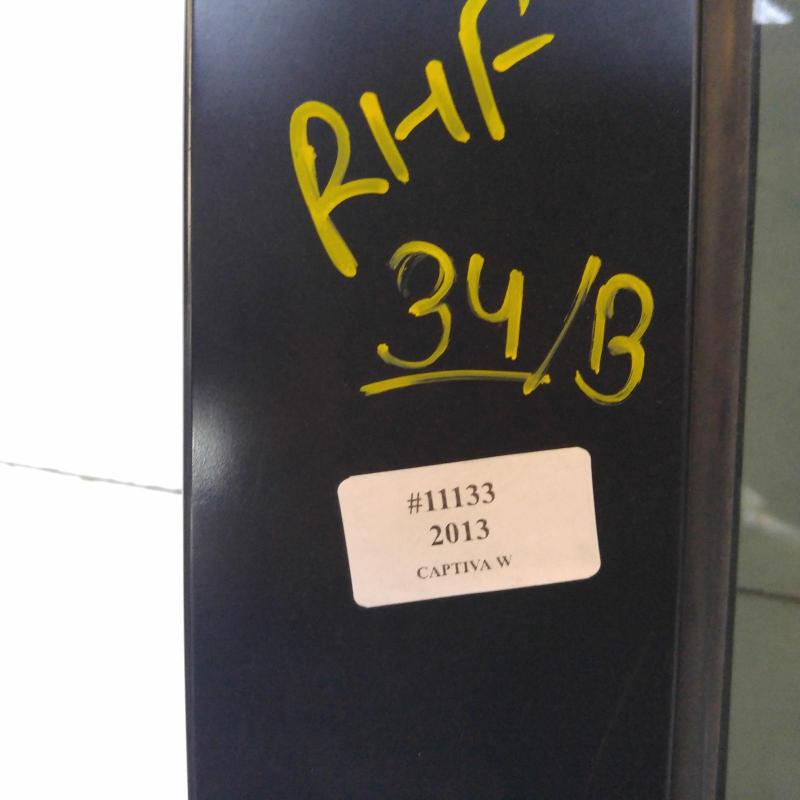 RHF
34/B
#11133
2013
CAPTIVA W